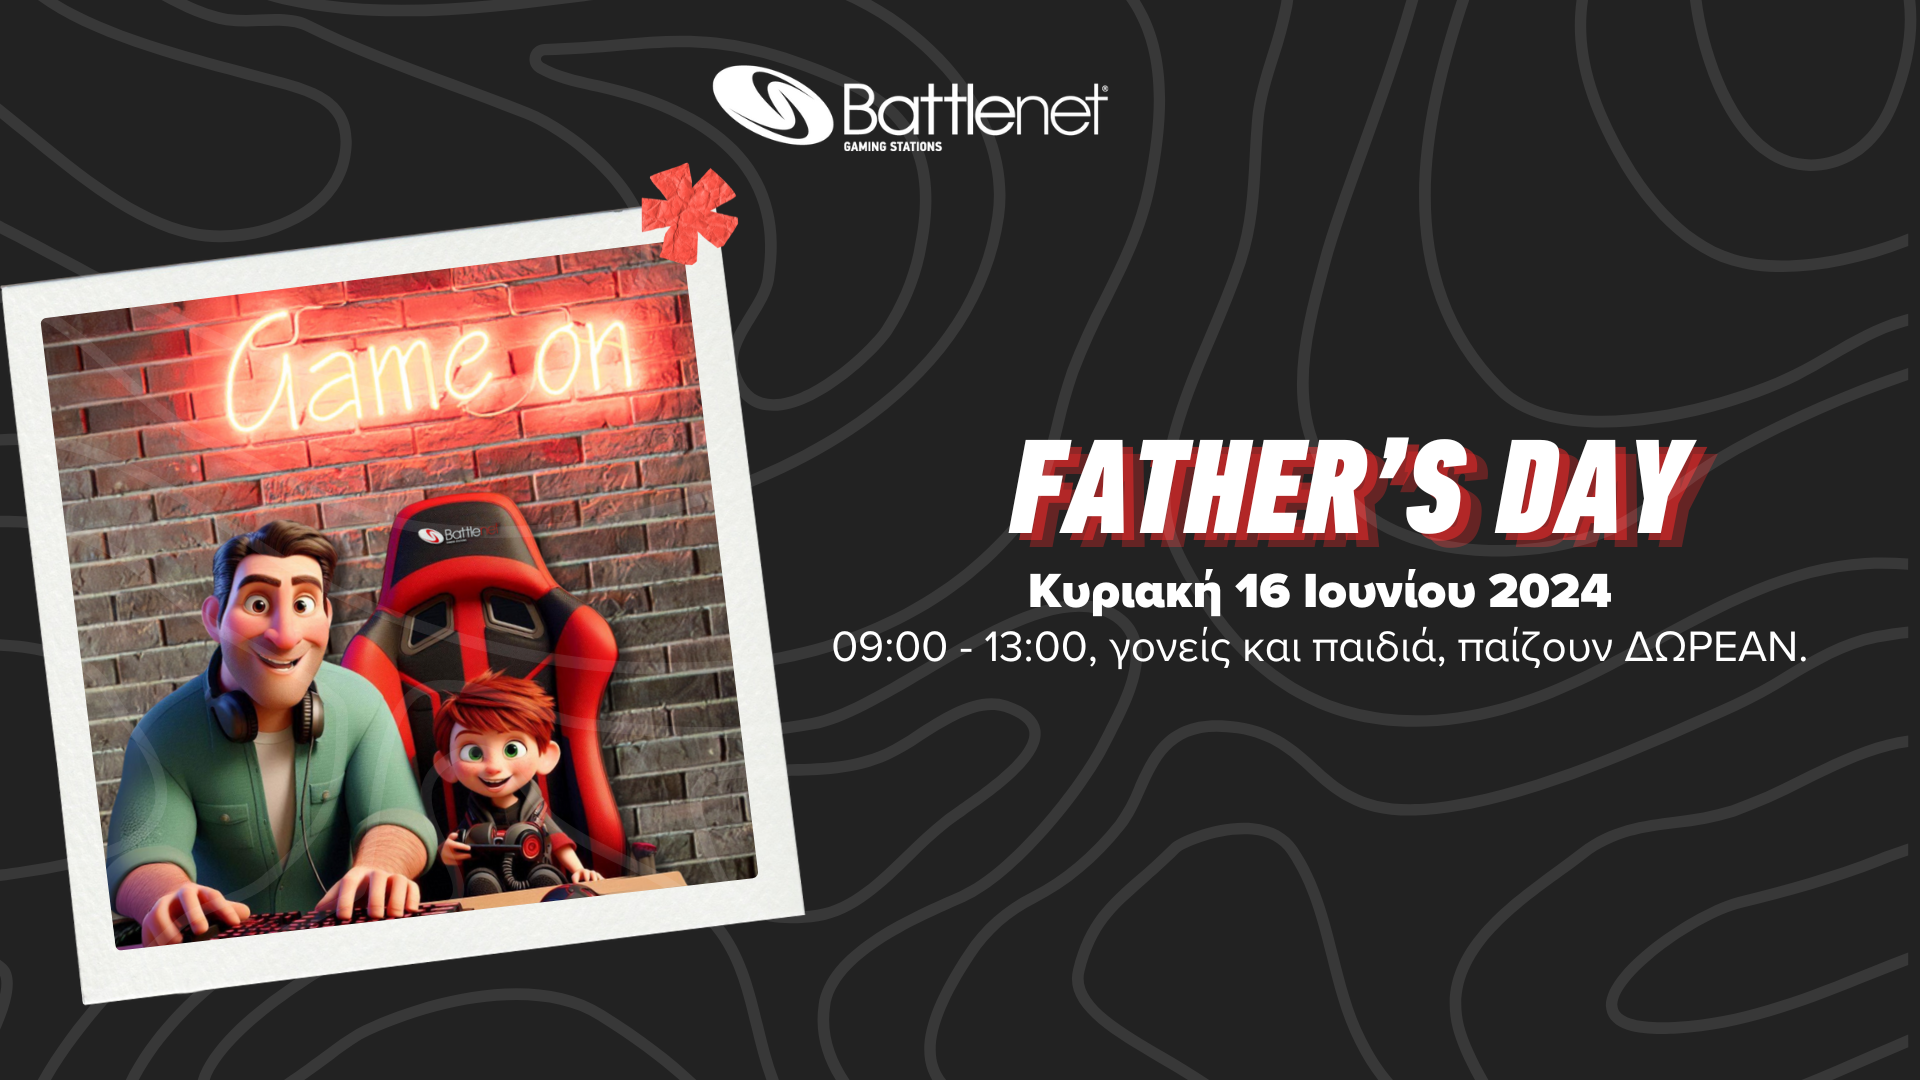 Battlenet®
GAMING STATIONS
Game on
Battle
FATHER'S DAY
Κυριακή 16 Ιουνίου 2024
09:00 - 13:00, γονείς και παιδιά, παίζουν ΔΩΡΕΑΝ.